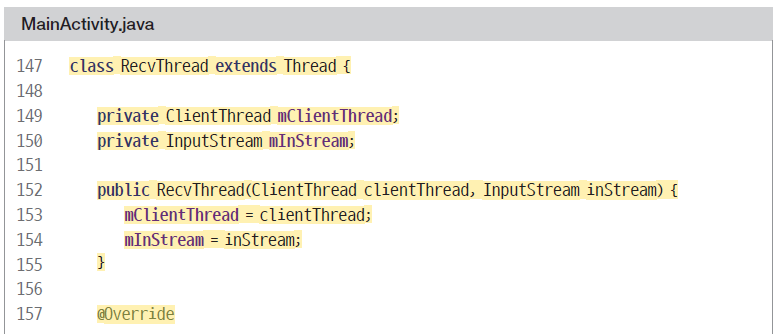 MainActivity.java
147 class RecvThread extends Thread {
148
149 private ClientThread mClientThread;
150 private InputStream mInStream;
151
152 public RecvThread(ClientThread clientThread, InputStream inStream) {
153 mClientThread = clientThread;
154 mInStream = inStream;
155 }
156
157 @Override